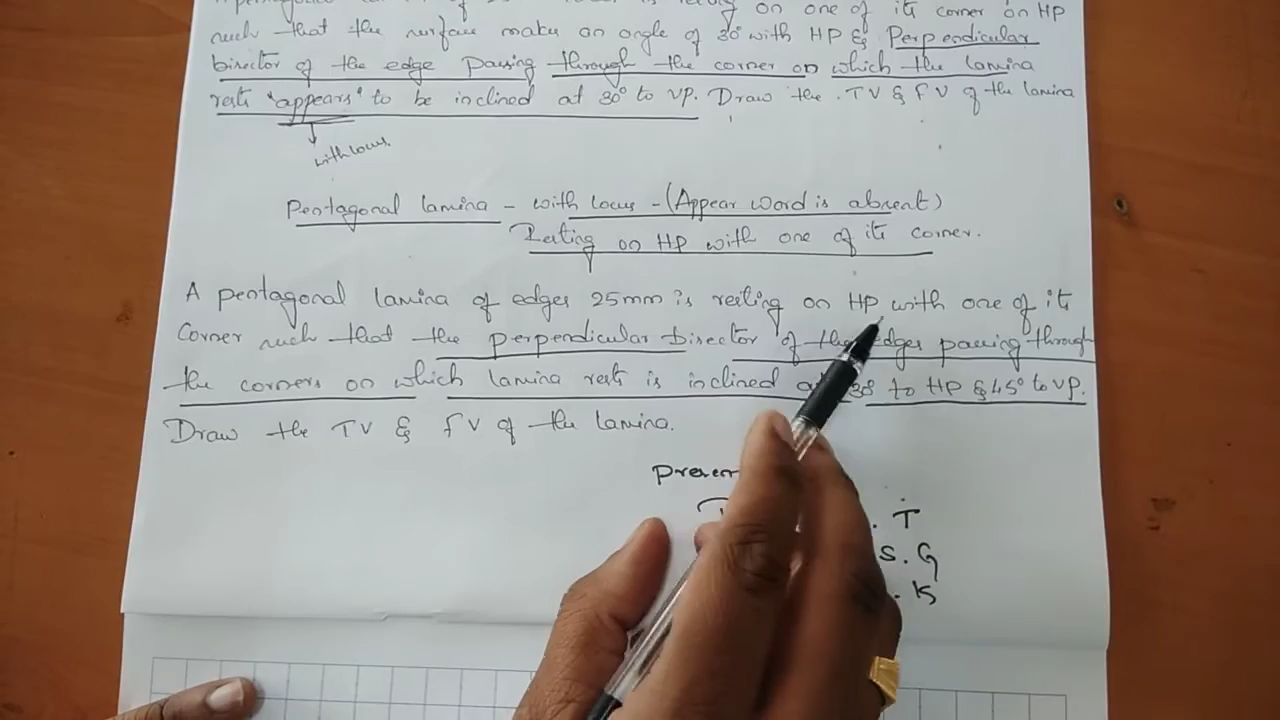 on one of its corner on HP
such that the surface makes an angle of 30° with HP & Perpendicular
bisector of the edge passing through the corner on which the lamina
rests "appears" to be inclined at 30° to VP. Draw the TV & FV of the lamina
with locus.
Pentagonal lamina - with locus - (Appear word is absent)
Resting on HP with one of its corner.
A pentagonal lamina of edges 25mm is resting on HP with one of its
corner such that the perpendicular bisector of the edges passing through
the corners on which lamina rests is inclined at 30° to HP & 45° to VP.
Draw the TV & FV of the lamina.
. T
S. G
. K